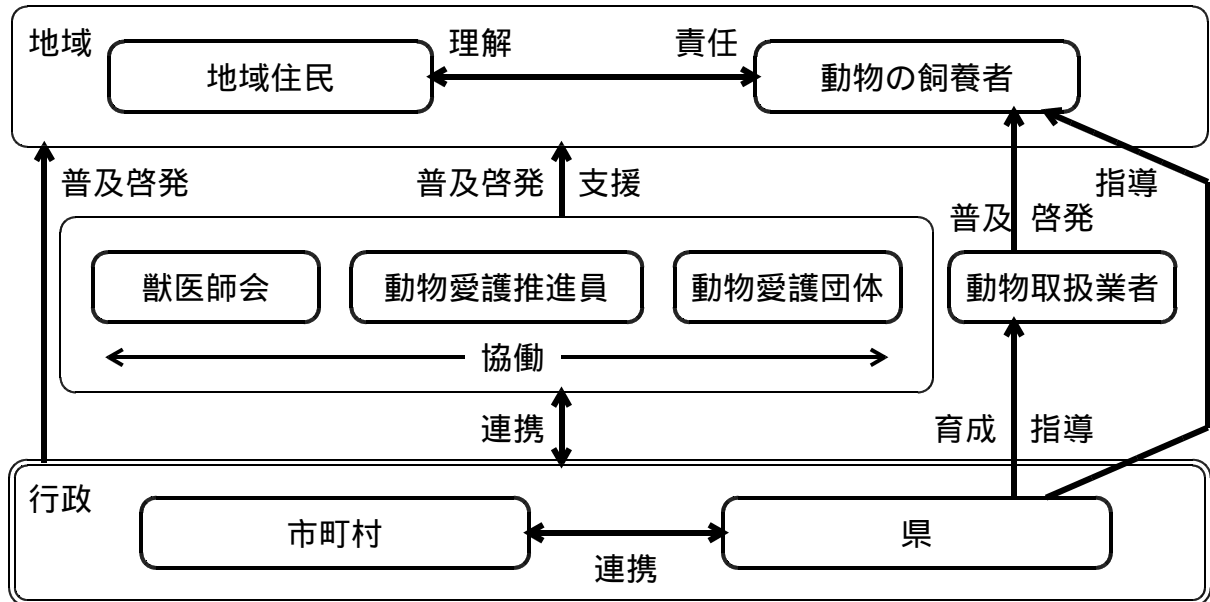 地域
理解
責任
地域住民
動物の飼養者
普及啓発
普及啓発
支援
指導
普及 啓発
獣医師会
動物愛護推進員
動物愛護団体
動物取扱業者
協働
連携
育成
指導
行政
市町村
県
連携